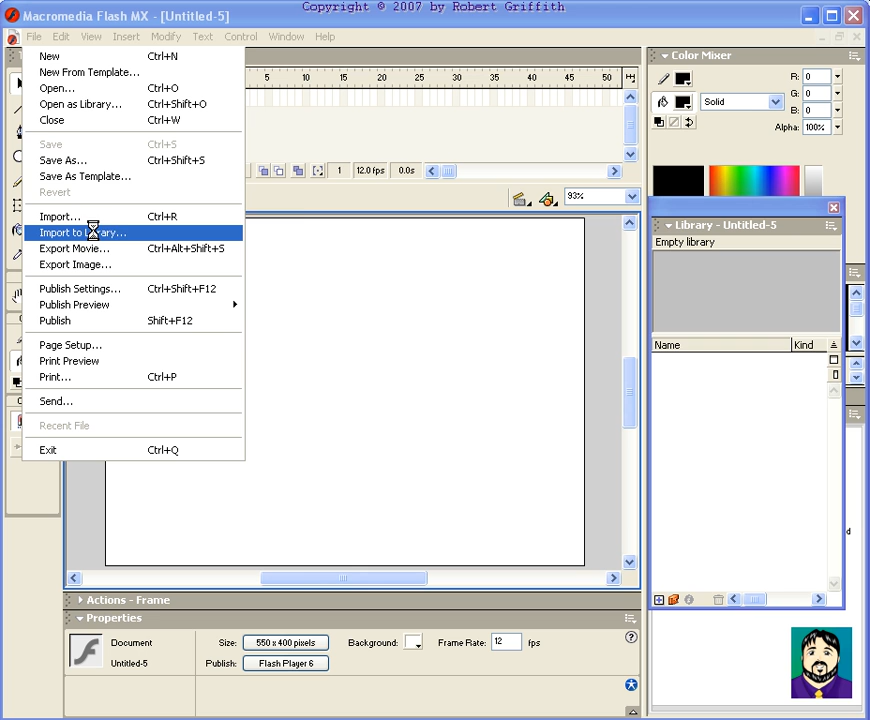 Copyright © 2007 by Robert Griffith
Macromedia Flash MX - [Untitled-5]
File Edit View Insert Modify Text Control Window Help
New Ctrl+N
New From Template...
Open... Ctrl+O
Open as Library... Ctrl+Shift+O
Close Ctrl+W
Save Ctrl+S
Save As... Ctrl+Shift+S
Save As Template...
Revert
Import... Ctrl+R
Import to Library...
Export Movie... Ctrl+Alt+Shift+S
Export Image...
Publish Settings... Ctrl+Shift+F12
Publish Preview
Publish Shift+F12
Page Setup...
Print Preview
Print... Ctrl+P
Send...
Recent File
Exit Ctrl+Q
5 10 15 20 25 30 35 40 45 50
1 12.0 fps 0.0s
93%
Color Mixer
R: 0
Solid
G: 0
B: 0
Alpha: 100%
Library - Untitled-5
Empty library
Name Kind
Actions - Frame
Properties
Document
Untitled-5
Size: 550 x 400 pixels
Background:
Frame Rate: 12 fps
Publish: Flash Player 6